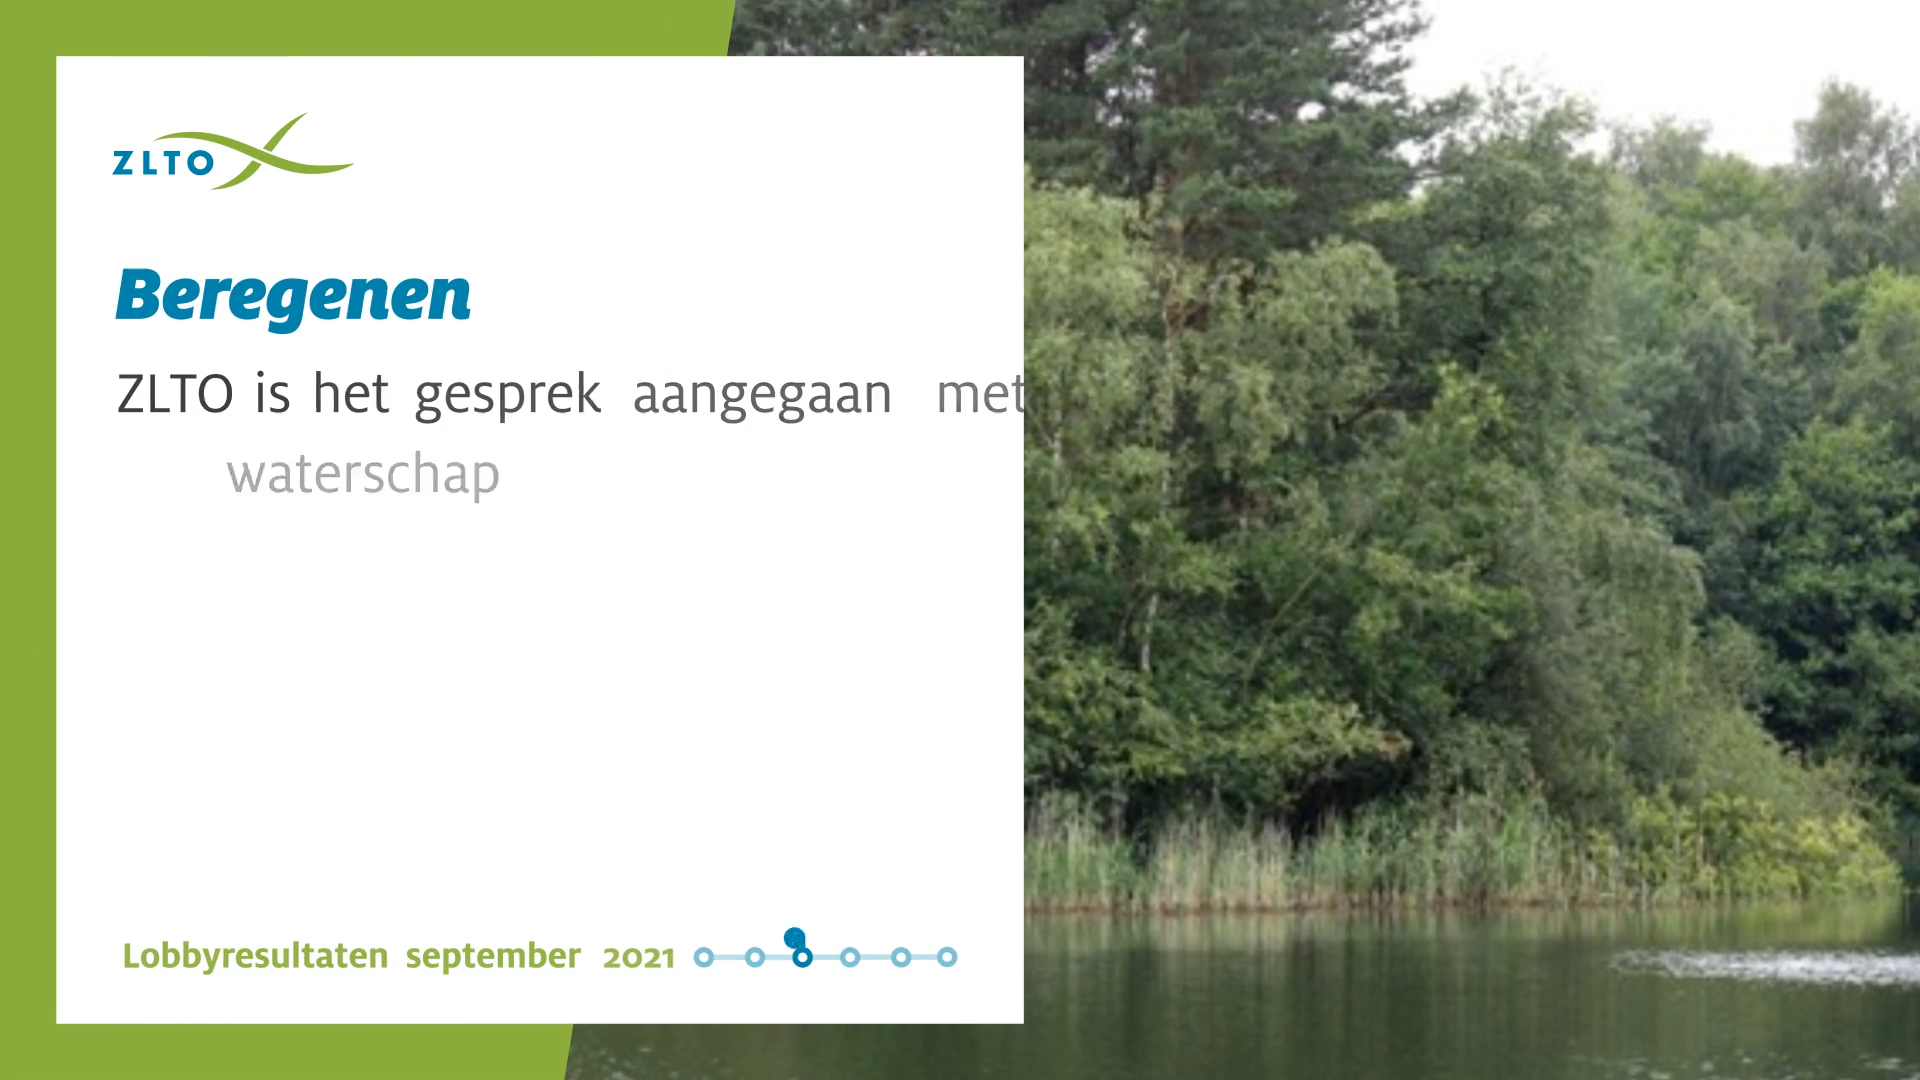 ZLTO
Beregenen
ZLTO is het gesprek aangegaan met
waterschap
Lobbyresultaten september 2021